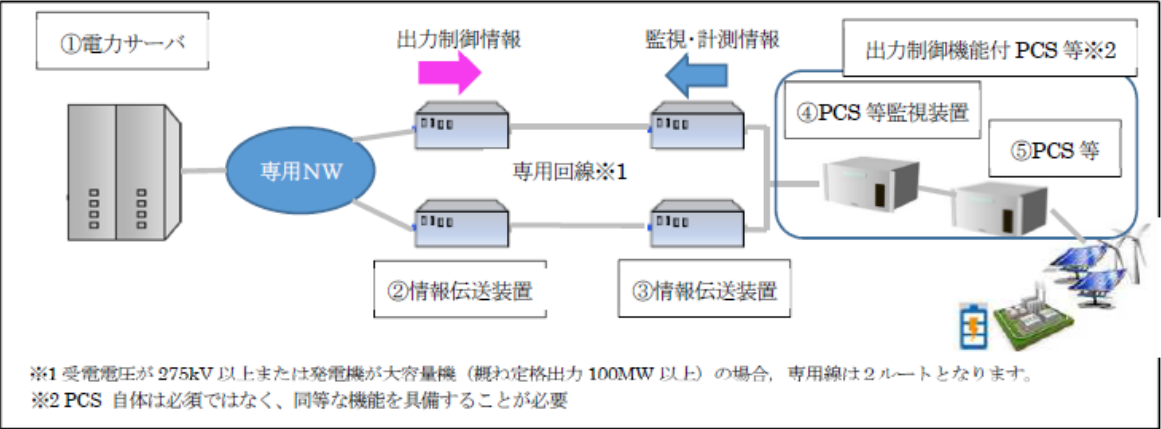 ①電力サーバ
出力制御情報
監視・計測情報
出力制御機能付 PCS 等※2
④PCS 等監視装置
⑤PCS 等
専用NW
専用回線※1
②情報伝送装置
③情報伝送装置
※1 受電電圧が 275kV 以上または発電機が大容量機（概ね定格出力 100MW 以上）の場合，専用線は２ルートとなります。
※2 PCS 自体は必須ではなく、同等な機能を具備することが必要